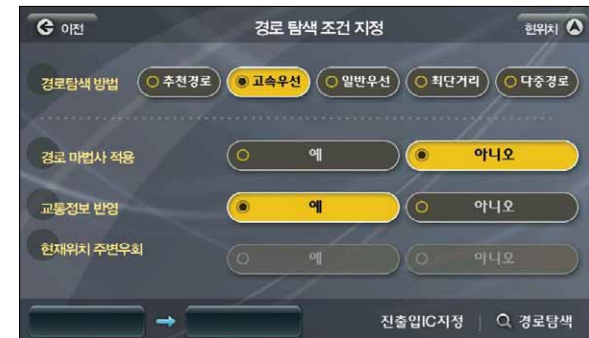 이전 경로 탐색 조건 지정 현위치
경로탐색 방법 추천경로 고속우선 일반우선 최단거리 다중경로
경로 마법사 적용 예 아니오
교통정보 반영 예 아니오
현재위치 주변우회 예 아니오
진출입IC지정 | 경로탐색